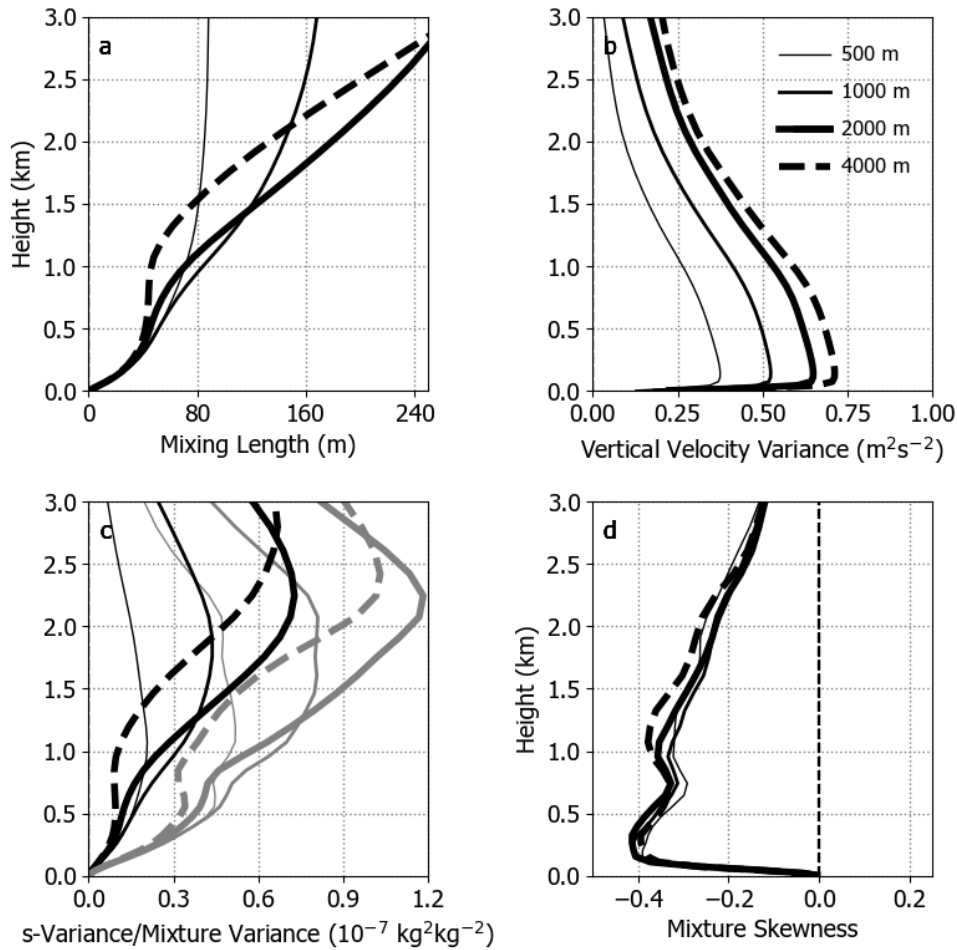 a
3.0
2.5
2.0
1.5
1.0
0.5
0.0
Height (km)
0 80 160 240
Mixing Length (m)
b
500 m
1000 m
2000 m
4000 m
3.0
2.5
2.0
1.5
1.0
0.5
0.0
0.00 0.25 0.50 0.75 1.00
Vertical Velocity Variance (m²s⁻²)
c
3.0
2.5
2.0
1.5
1.0
0.5
0.0
0.0 0.3 0.6 0.9 1.2
s-Variance/Mixture Variance (10⁻⁷ kg²kg⁻²)
d
3.0
2.5
2.0
1.5
1.0
0.5
0.0
Height (km)
−0.4 −0.2 0.0 0.2
Mixture Skewness